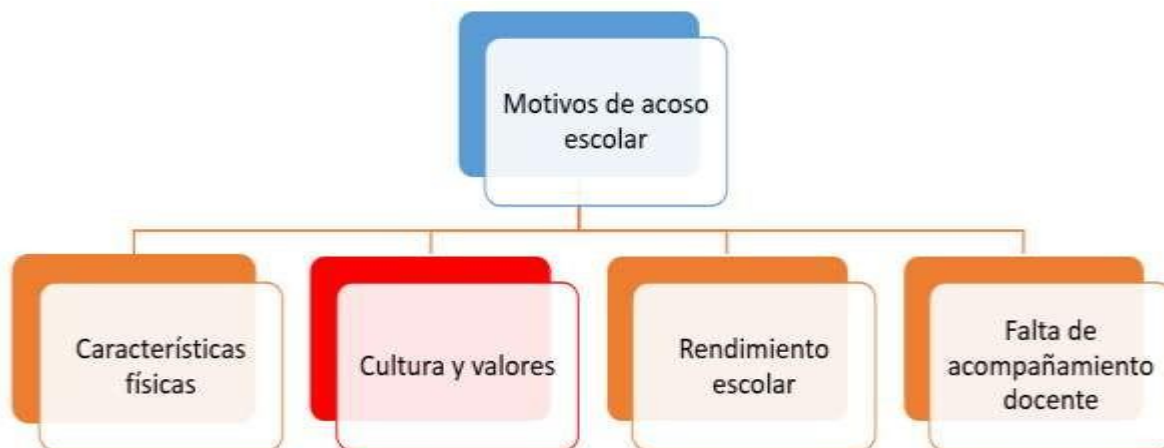 Motivos de acoso
escolar
Características
físicas
Cultura y valores
Rendimiento
escolar
Falta de
acompañamiento
docente